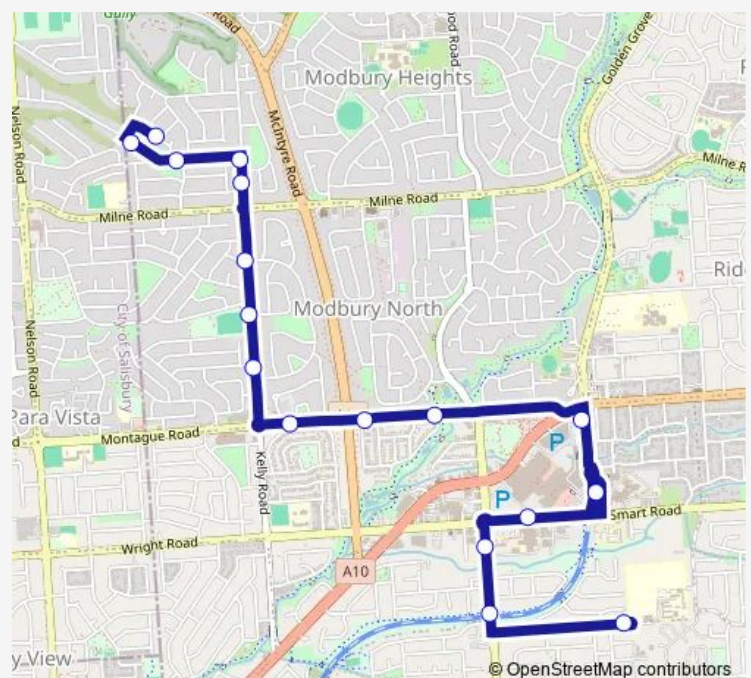 Gully
Road
ood Road
Golden Grove
Modbury Heights
McIntyre Road
Nelson Road
Milne R
Milne Road
Milne Road
Rid
City of Salisbury
Modbury North
Nelson Road
Para Vista
d
Montague Road
P
Kelly Road
P
Smart Road
Wright Road
A10
y View
© OpenStreetMap contributors